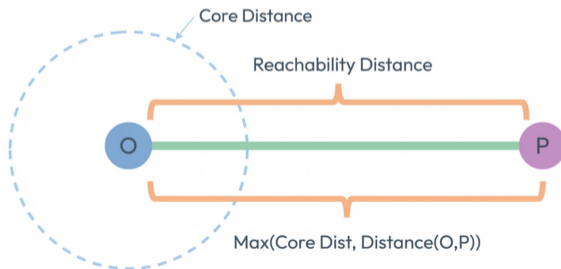 Core Distance
Reachability Distance
O
P
Max(Core Dist, Distance(O,P))